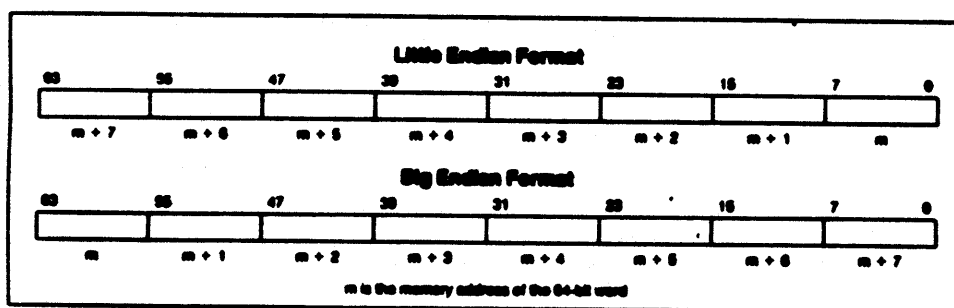 Little Endian Format
63 55 47 39 31 23 15 7 0
m + 7 m + 6 m + 5 m + 4 m + 3 m + 2 m + 1 m
Big Endian Format
63 55 47 39 31 23 15 7 0
m m + 1 m + 2 m + 3 m + 4 m + 5 m + 6 m + 7
m is the memory address of the 64-bit word